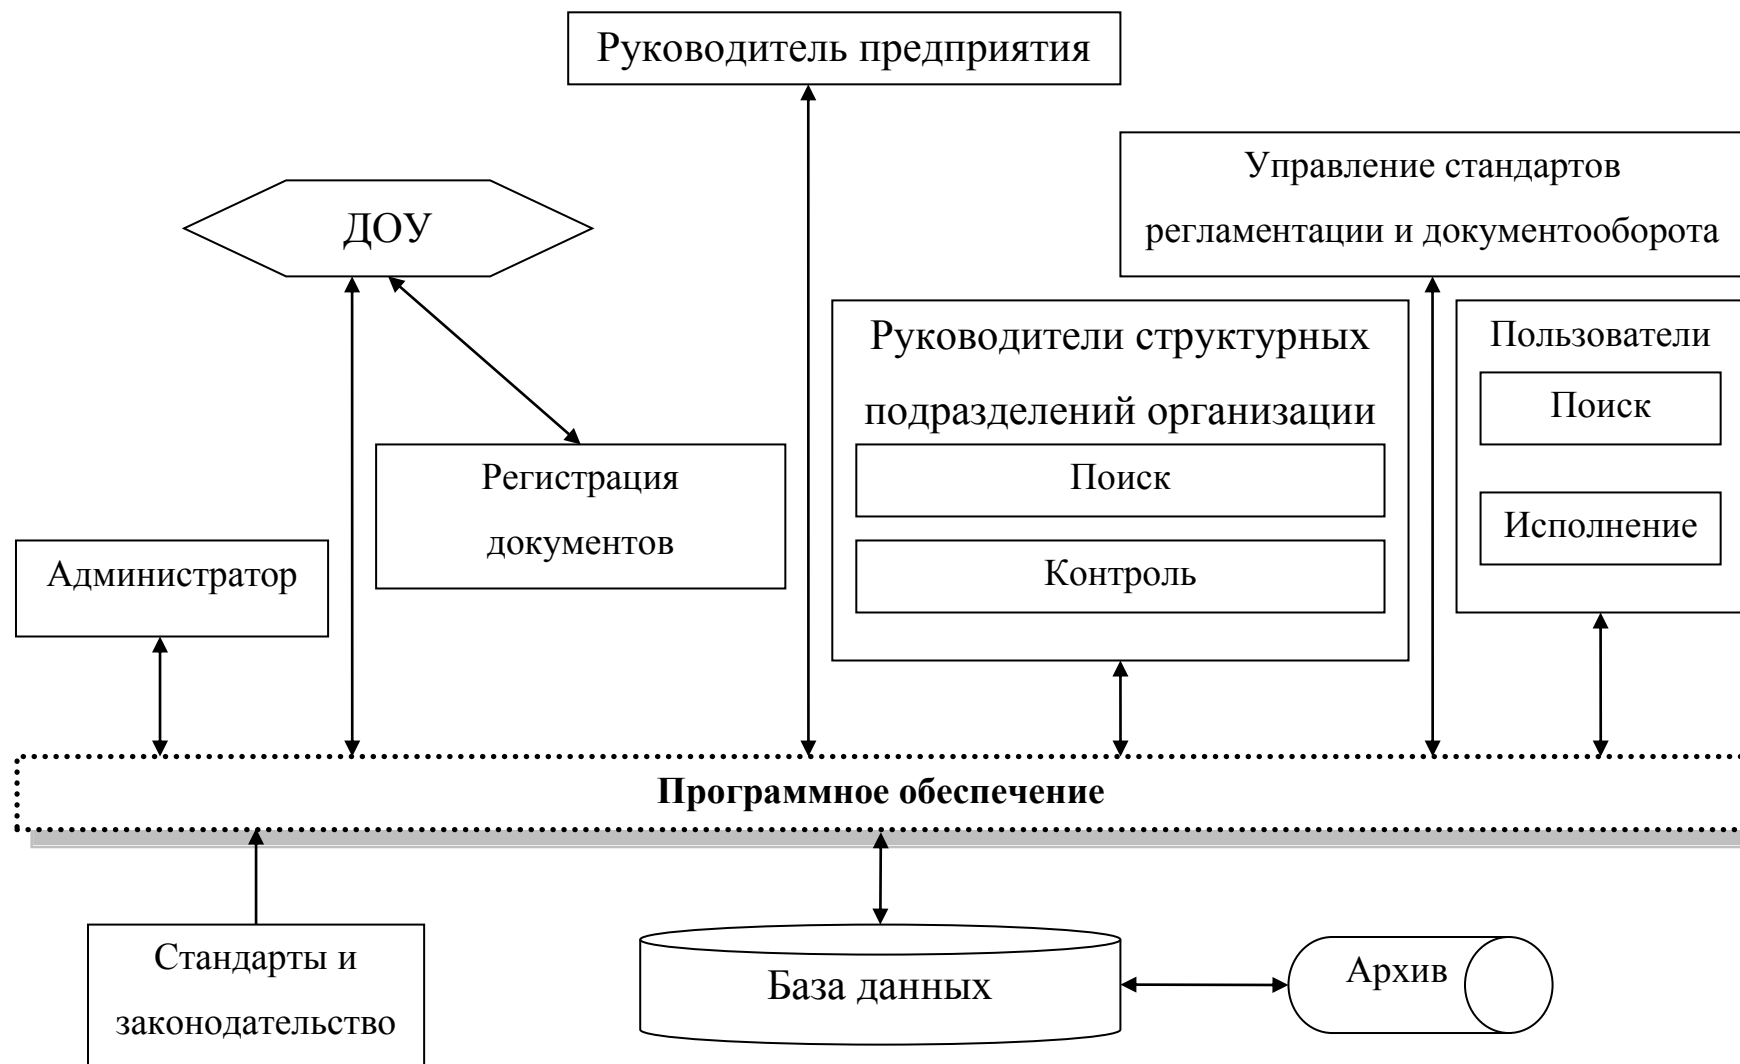 Руководитель предприятия
Управление стандартов
регламентации и документооборота
ДОУ
Руководители структурных
подразделений организации
Поиск
Контроль
Пользователи
Поиск
Исполнение
Регистрация
документов
Администратор
Программное обеспечение
Стандарты и
законодательство
База данных
Архив